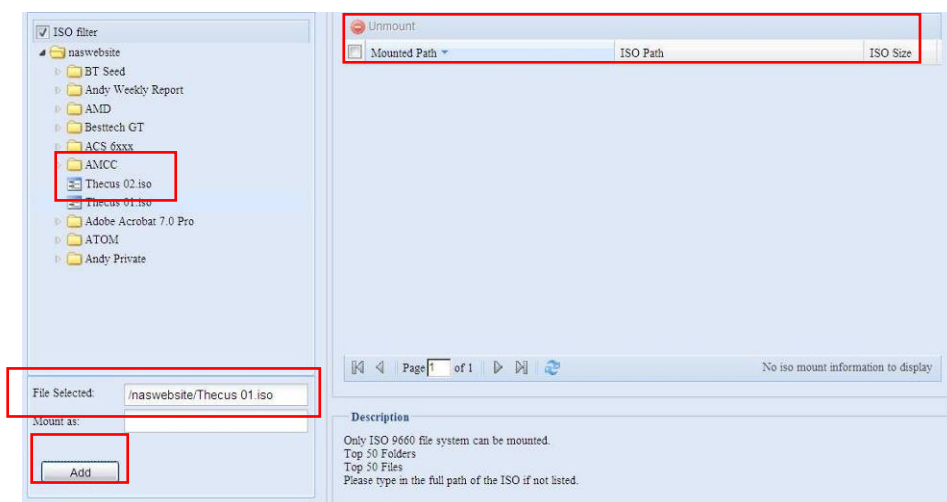 ISO filter
naswebsite
BT Seed
Andy Weekly Report
AMD
Besttech GT
ACS 6xxx
AMCC
Thecus 02.iso
Thecus 01.iso
Adobe Acrobat 7.0 Pro
ATOM
Andy Private
File Selected: /naswebsite/Thecus 01.iso
Mount as:
Add
Unmount
Mounted Path ISO Path ISO Size
Page 1 of 1 No iso mount information to display
Description
Only ISO 9660 file system can be mounted.
Top 50 Folders
Top 50 Files
Please type in the full path of the ISO if not listed.